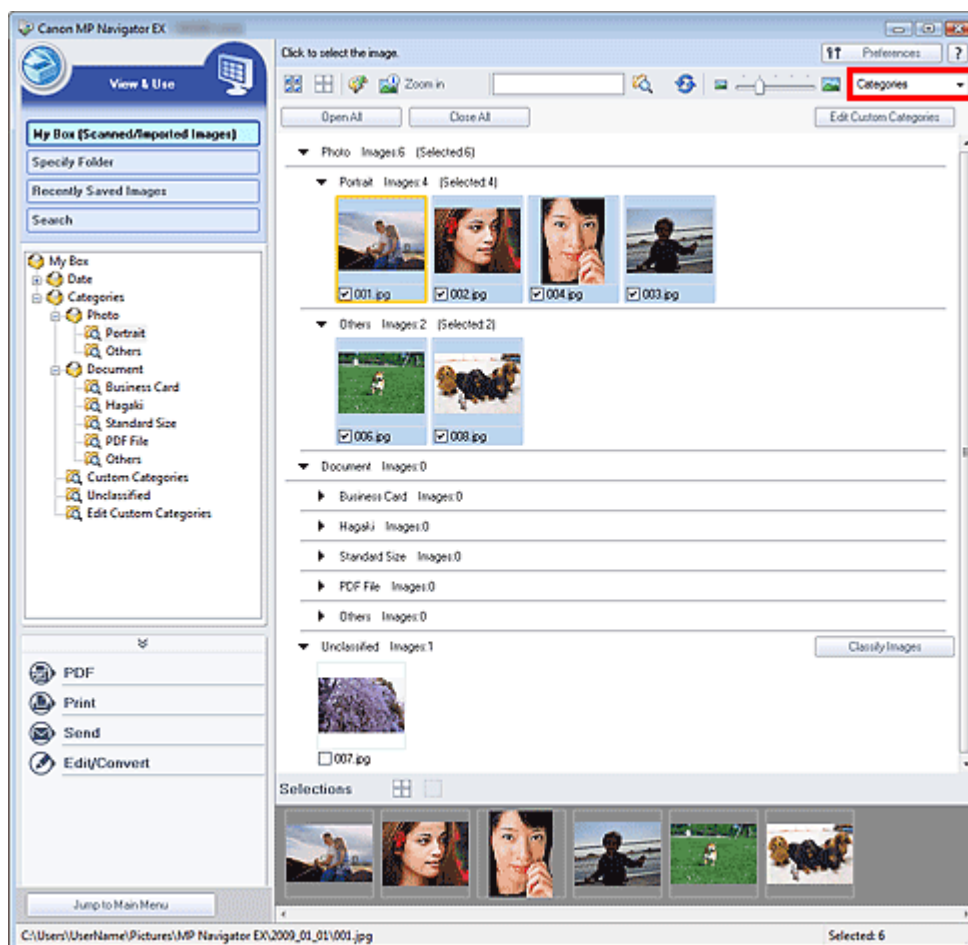 Canon MP Navigator EX
View & Use
My Box (Scanned/Imported Images)
Specify Folder
Recently Saved Images
Search
My Box
Date
Categories
Photo
Portrait
Others
Document
Business Card
Hagaki
Standard Size
PDF File
Others
Custom Categories
Unclassified
Edit Custom Categories
PDF
Print
Send
Edit/Convert
Jump to Main Menu
Click to select the image.
Preferences
?
Zoom in
Categories
Open All
Close All
Edit Custom Categories
Photo Images:6 (Selected:6)
Portrait Images:4 (Selected:4)
001.jpg
002.jpg
004.jpg
003.jpg
Others Images:2 (Selected:2)
006.jpg
008.jpg
Document Images:0
Business Card Images:0
Hagaki Images:0
Standard Size Images:0
PDF File Images:0
Others Images:0
Unclassified Images:1
Classify Images
007.jpg
Selections
C:\Users\UserName\Pictures\MP Navigator EX\2009_01_01\001.jpg
Selected: 6